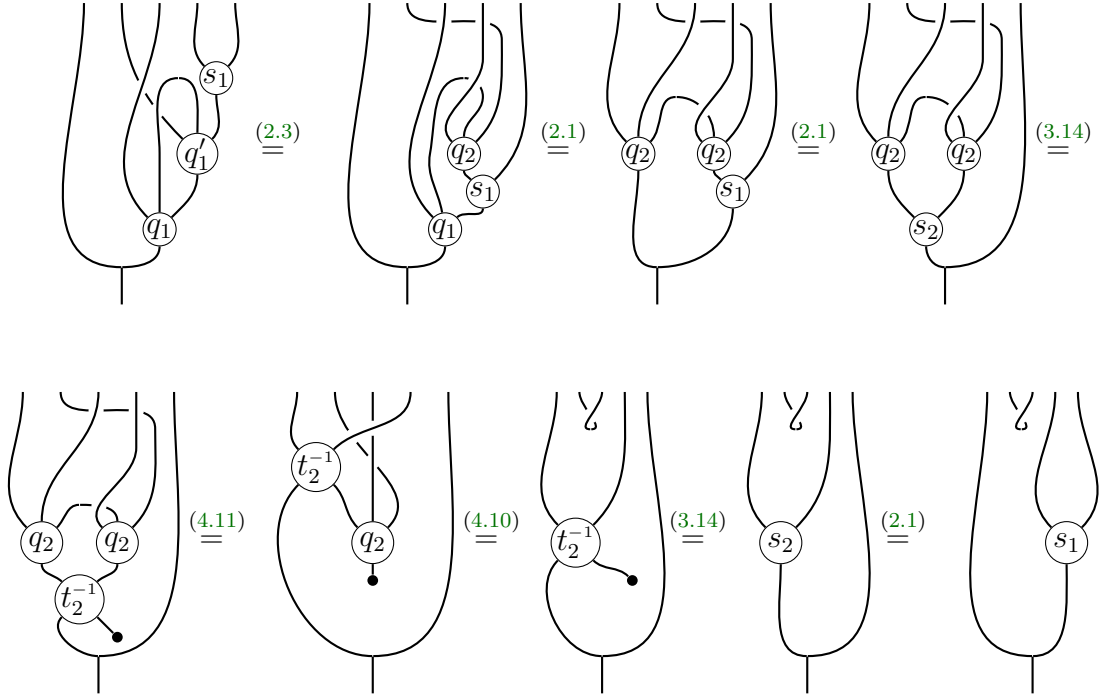 s₁
(2.3) (2.1) (2.1) (3.14)
q₁′ = q₂ = q₂ q₂ = q₂ q₂ =
s₁ s₁
q₁ q₁ s₂
t₂⁻¹
(4.11) (4.10) (3.14) (2.1)
q₂ q₂ = q₂ = t₂⁻¹ = s₂ = s₁
t₂⁻¹